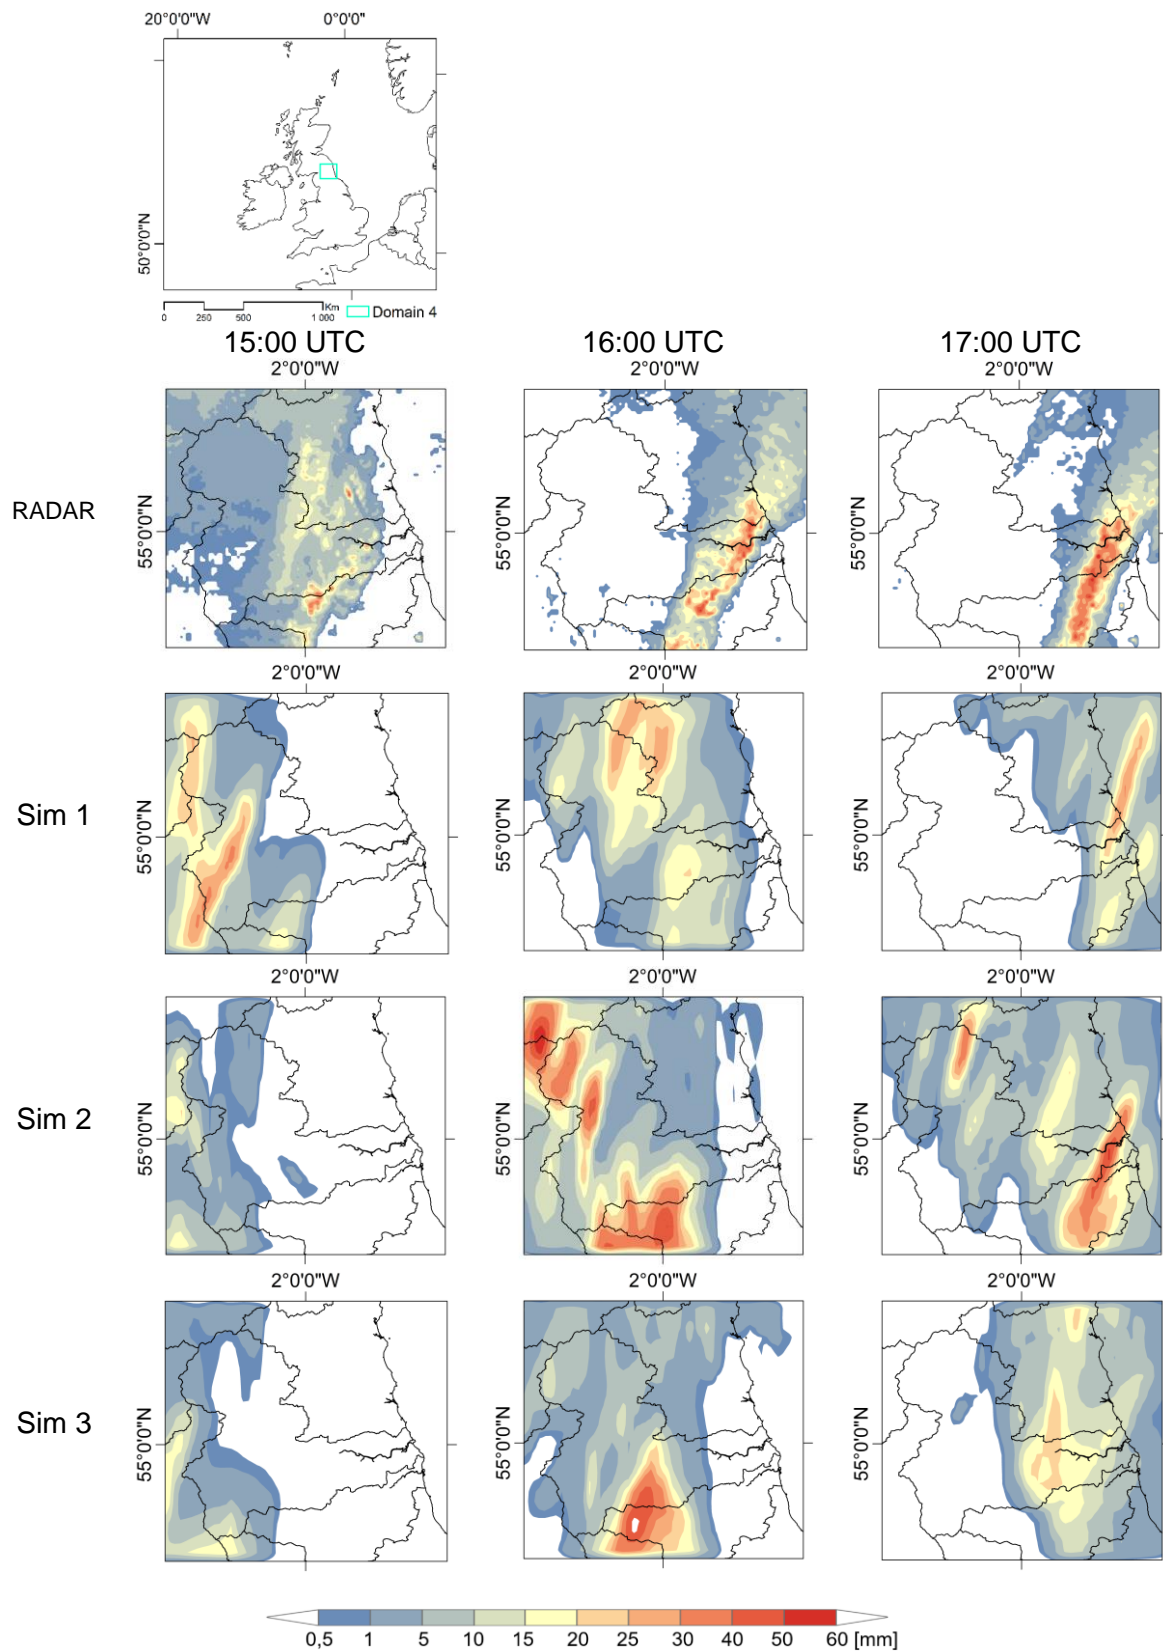 20°0'0"W 0°0'0"
50°0'0"N
0 250 500 1 000 Km Domain 4
15:00 UTC 16:00 UTC 17:00 UTC
2°0'0"W 2°0'0"W 2°0'0"W
RADAR 55°0'0"N 55°0'0"N 55°0'0"N
2°0'0"W 2°0'0"W 2°0'0"W
Sim 1 55°0'0"N 55°0'0"N 55°0'0"N
2°0'0"W 2°0'0"W 2°0'0"W
Sim 2 55°0'0"N 55°0'0"N 55°0'0"N
2°0'0"W 2°0'0"W 2°0'0"W
Sim 3 55°0'0"N 55°0'0"N 55°0'0"N
0,5 1 5 10 15 20 25 30 40 50 60 [mm]